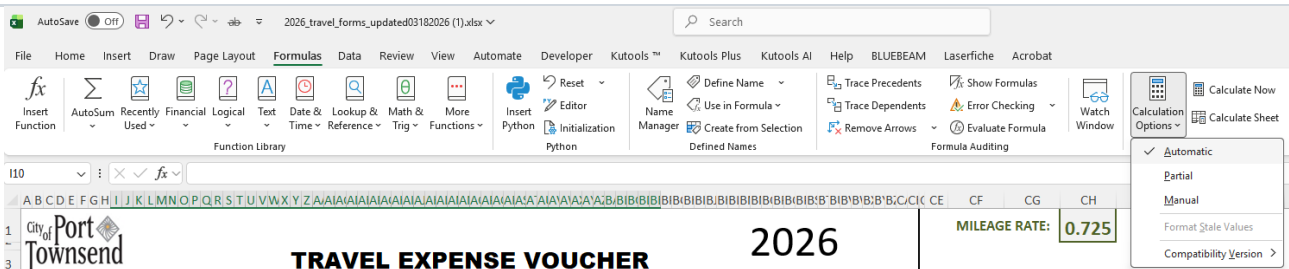 AutoSave Off 2026_travel_forms_updated03182026 (1).xlsx Search
File Home Insert Draw Page Layout Formulas Data Review View Automate Developer Kutools ™ Kutools Plus Kutools AI Help BLUEBEAM Laserfiche Acrobat
fx Insert Function
AutoSum
Recently Used
Financial
Logical
Text
Date & Time
Lookup & Reference
Math & Trig
More Functions
Function Library
Insert Python
Reset
Editor
Initialization
Python
Name Manager
Define Name
Use in Formula
Create from Selection
Defined Names
Trace Precedents
Trace Dependents
Remove Arrows
Show Formulas
Error Checking
Evaluate Formula
Formula Auditing
Watch Window
Calculation Options
Calculate Now
Calculate Sheet
Automatic
Partial
Manual
Format Stale Values
Compatibility Version
I10 fx
A B C D E F G H I J K L M N O P Q R S T U V W X Y Z CE CF CG CH
1
3
City of Port Townsend
TRAVEL EXPENSE VOUCHER
2026
MILEAGE RATE: 0.725